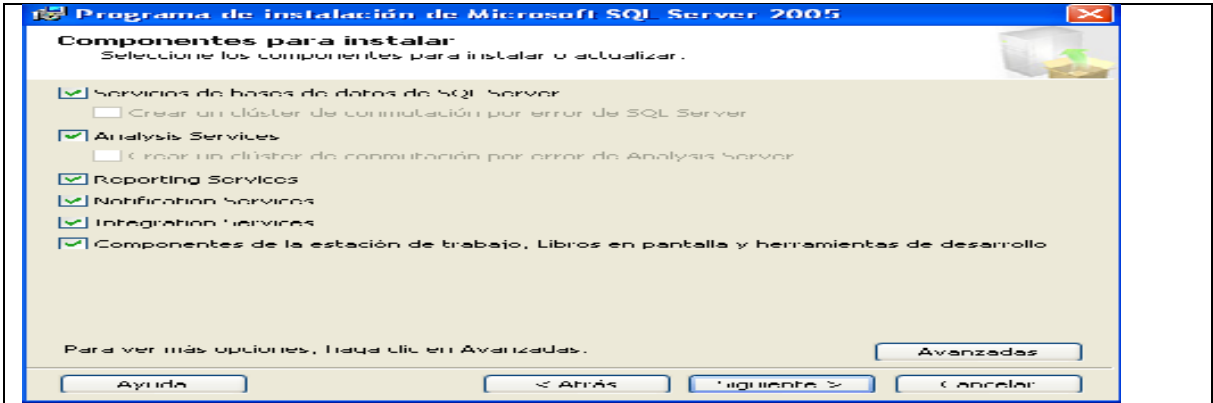 Programa de instalación de Microsoft SQL Server 2005
Componentes para instalar
Seleccione los componentes para instalar o actualizar.
Servicios de bases de datos de SQL Server
Crear un clúster de conmutación por error de SQL Server
Analysis Services
Crear un clúster de conmutación por error de Analysis Server
Reporting Services
Notification Services
Integration Services
Componentes de la estación de trabajo, Libros en pantalla y herramientas de desarrollo
Para ver más opciones, haga clic en Avanzadas.
Avanzadas
Ayuda
< Atrás
Siguiente >
Cancelar